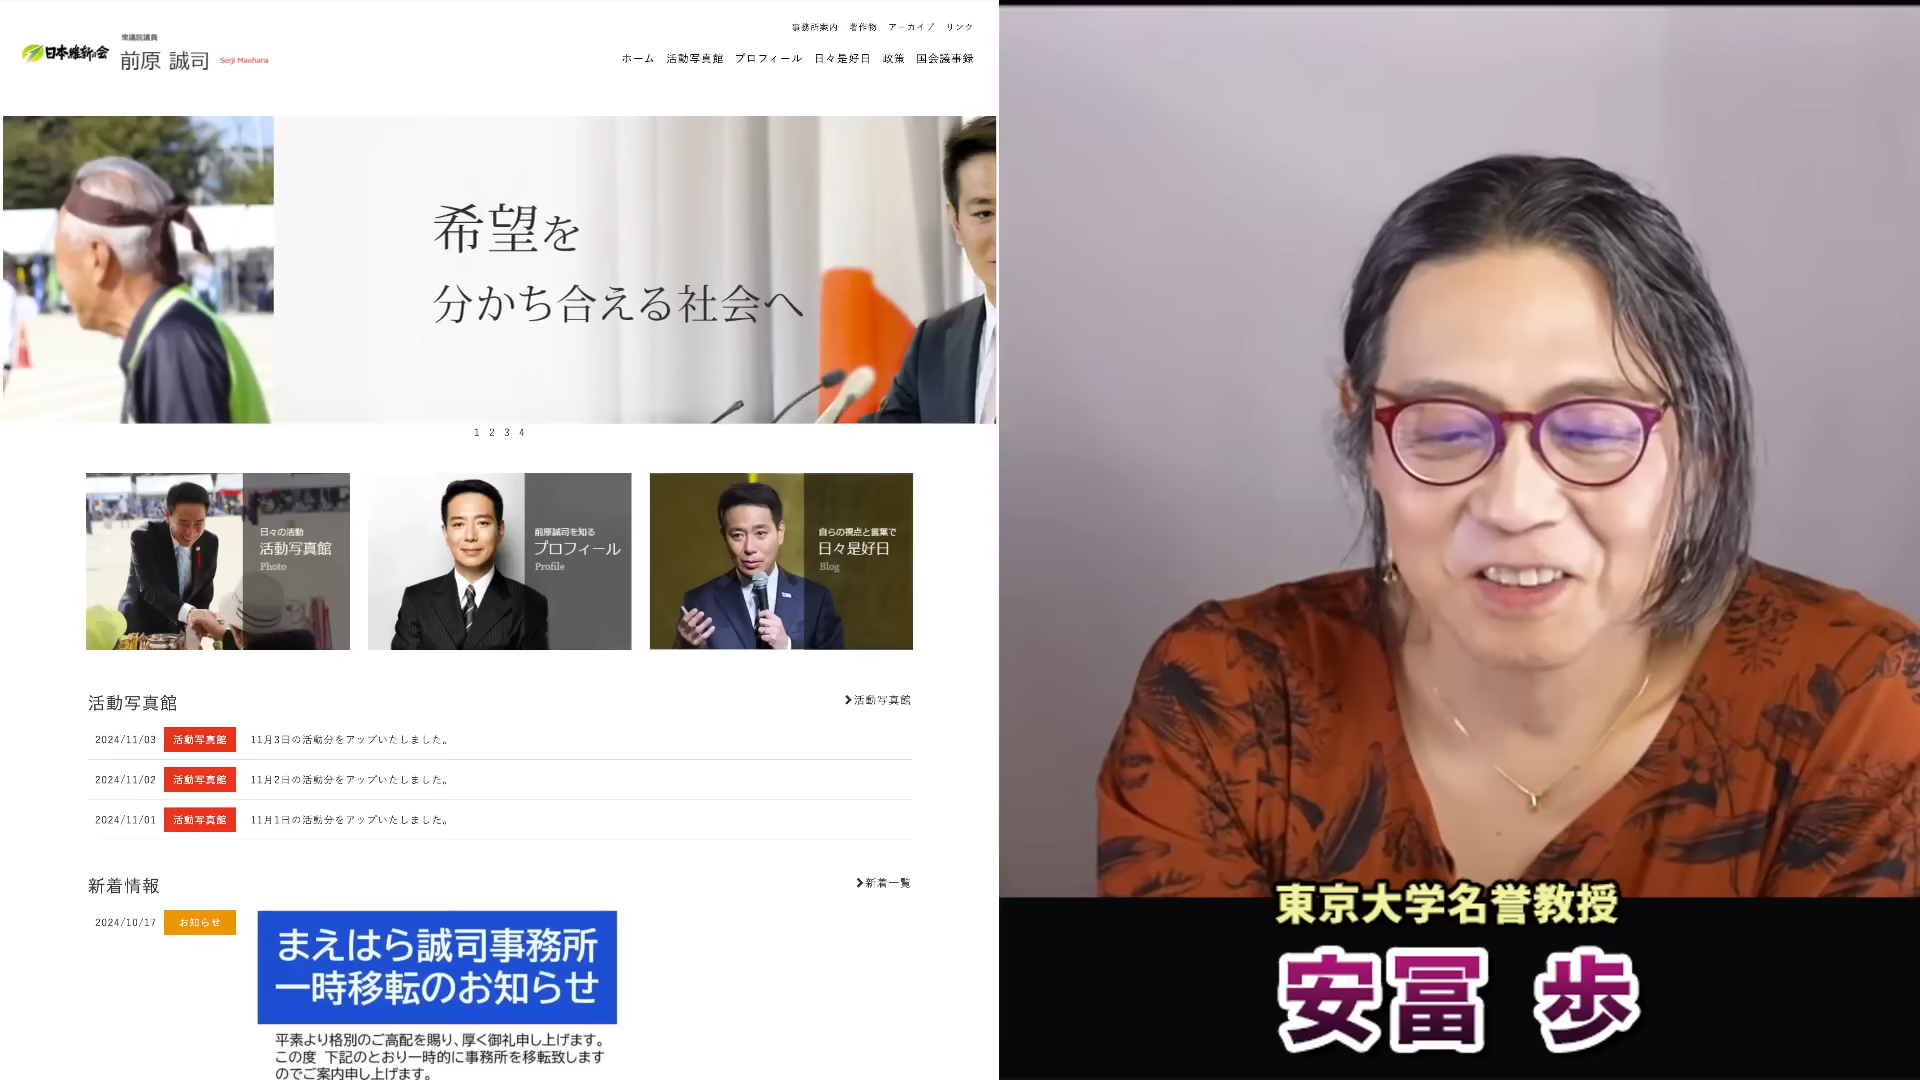 事務所案内 著作物 アーカイブ リンク
日本維新の会
衆議院議員
前原 誠司 Seiji Maehara
ホーム 活動写真館 プロフィール 日々是好日 政策 国会議事録
希望を
分かち合える社会へ
1 2 3 4
日々の活動
活動写真館
Photo
前原誠司を知る
プロフィール
Profile
自らの視点と言葉で
日々是好日
Blog
活動写真館
活動写真館
2024/11/03 活動写真館 11月3日の活動分をアップいたしました。
2024/11/02 活動写真館 11月2日の活動分をアップいたしました。
2024/11/01 活動写真館 11月1日の活動分をアップいたしました。
新着情報
新着一覧
2024/10/17 お知らせ
まえはら誠司事務所
一時移転のお知らせ
平素より格別のご高配を賜り、厚く御礼申し上げます。
この度 下記のとおり一時的に事務所を移転致します
のでご案内申し上げます。
東京大学名誉教授
安冨 歩